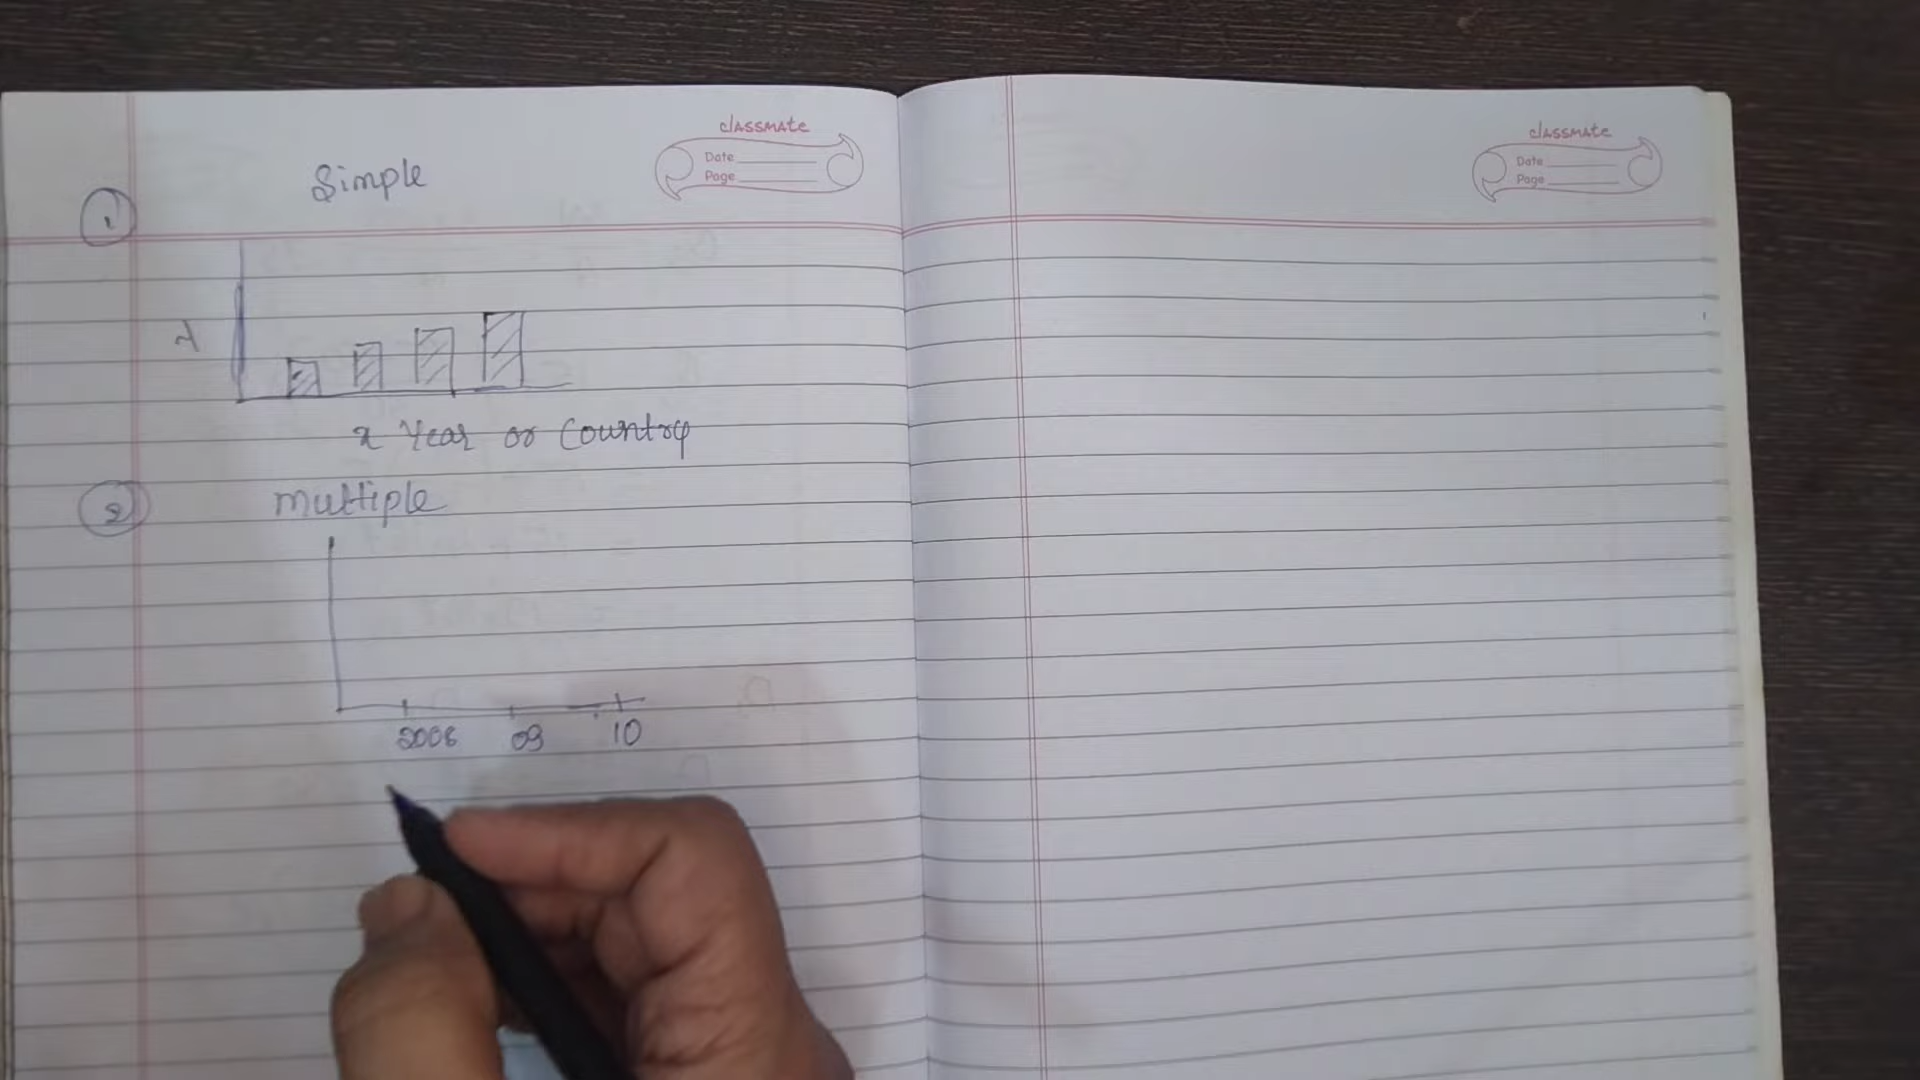 Simple
classmate
Date
Page
classmate
Date
Page
1
x Year or Country
2
multiple
2008 09 10